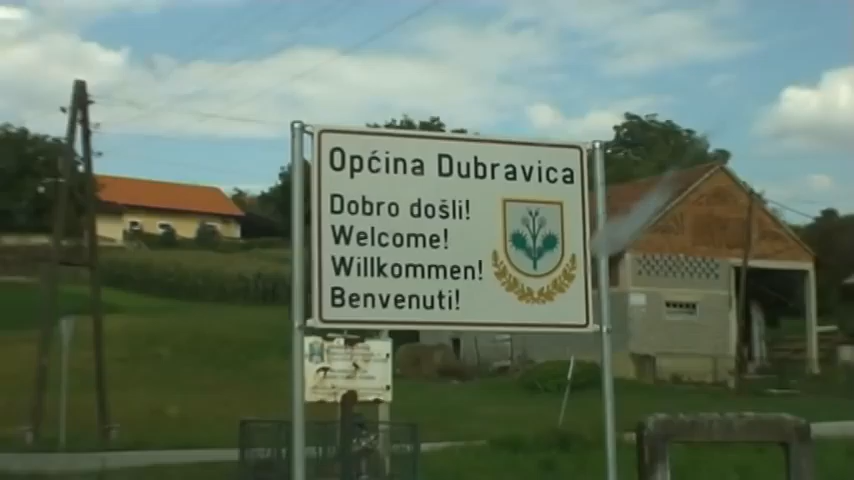 Općina Dubravica
Dobro došli!
Welcome!
Willkommen!
Benvenuti!